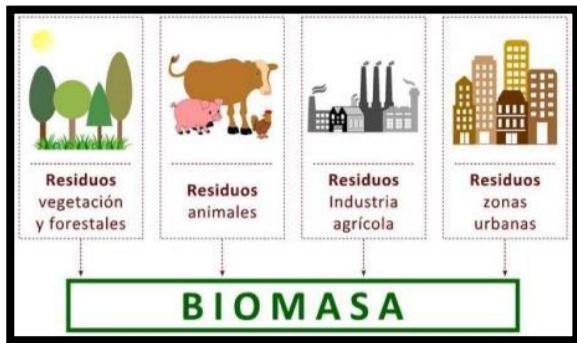 Residuos
vegetación
y forestales
Residuos
animales
Residuos
Industria
agrícola
Residuos
zonas
urbanas
BIOMASA